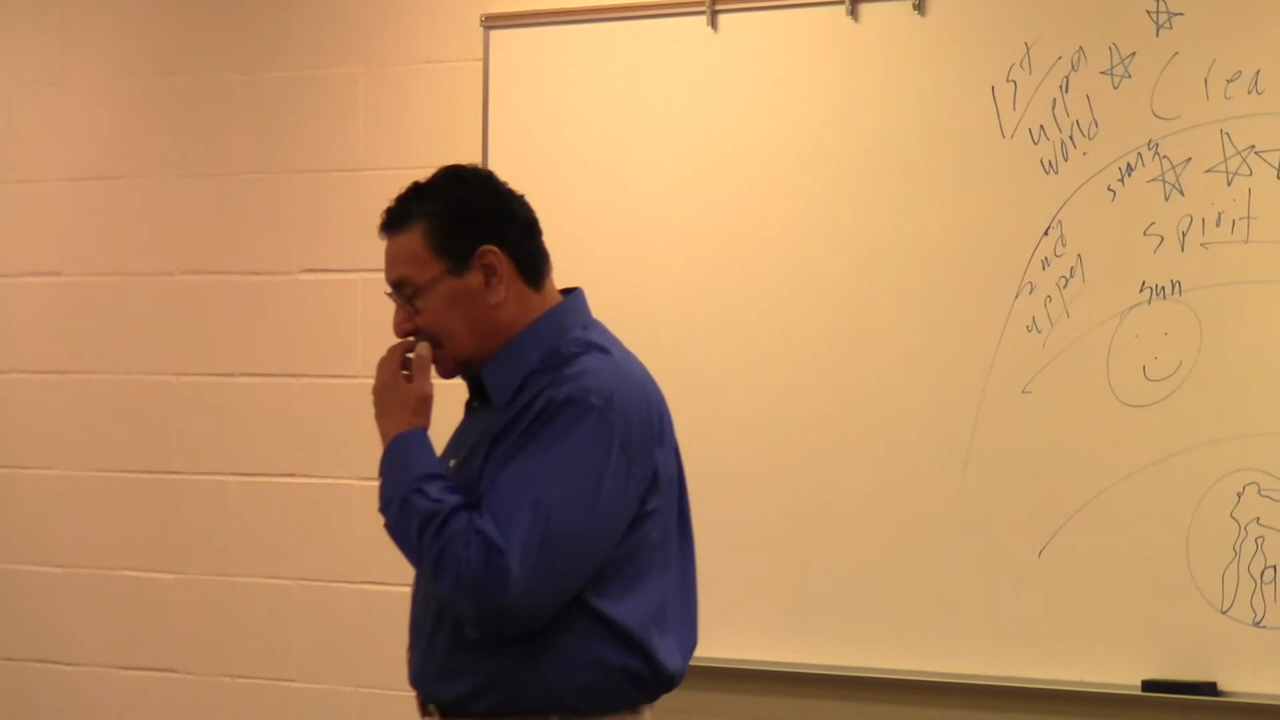 1st
upper
world
Crea
stars
spirit
2nd
upper
sun